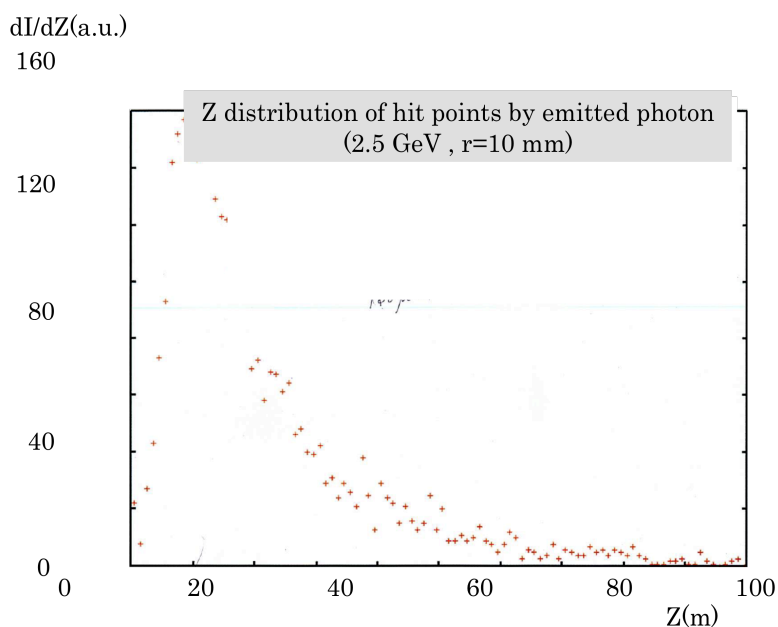 dI/dZ(a.u.)
160
Z distribution of hit points by emitted photon
(2.5 GeV , r=10 mm)
120
80
40
0
0 20 40 60 80 100
Z(m)